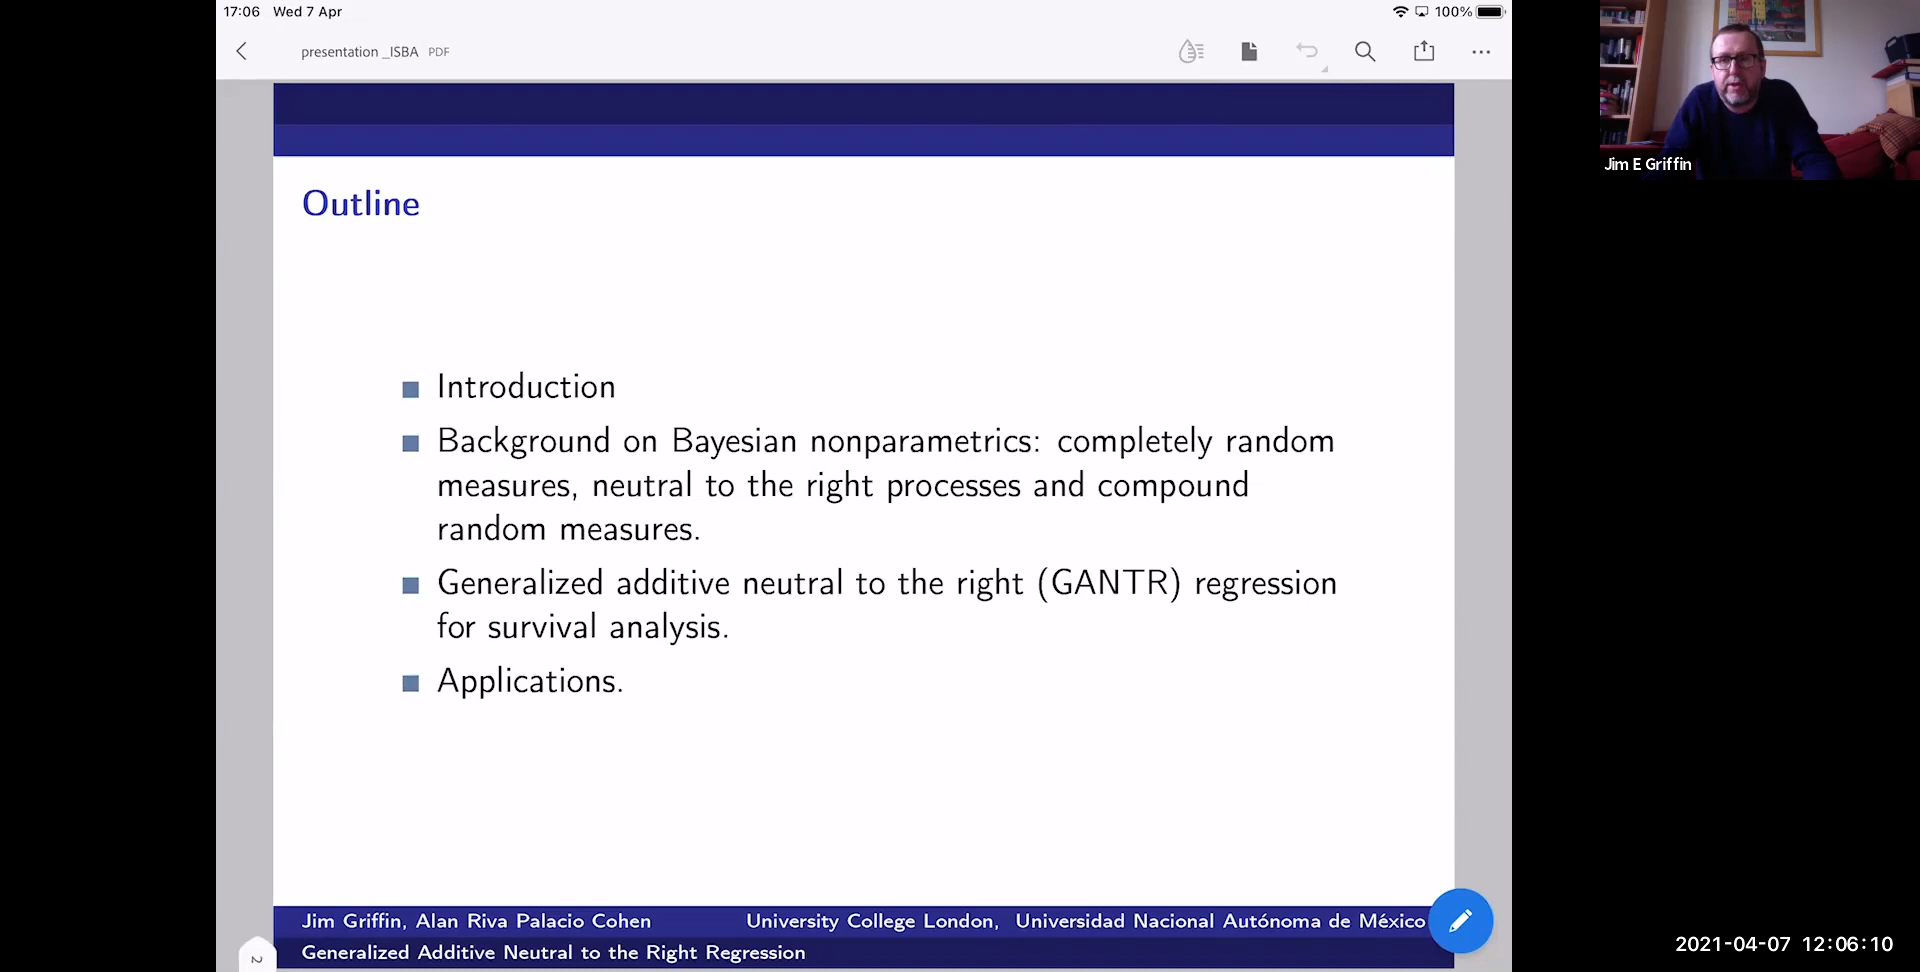 17:06 Wed 7 Apr
100%
presentation _ISBA PDF
Jim E Griffin
Outline
Introduction
Background on Bayesian nonparametrics: completely random
measures, neutral to the right processes and compound
random measures.
Generalized additive neutral to the right (GANTR) regression
for survival analysis.
Applications.
Jim Griffin, Alan Riva Palacio Cohen University College London, Universidad Nacional Autónoma de México
Generalized Additive Neutral to the Right Regression
2
2021-04-07 12:06:10